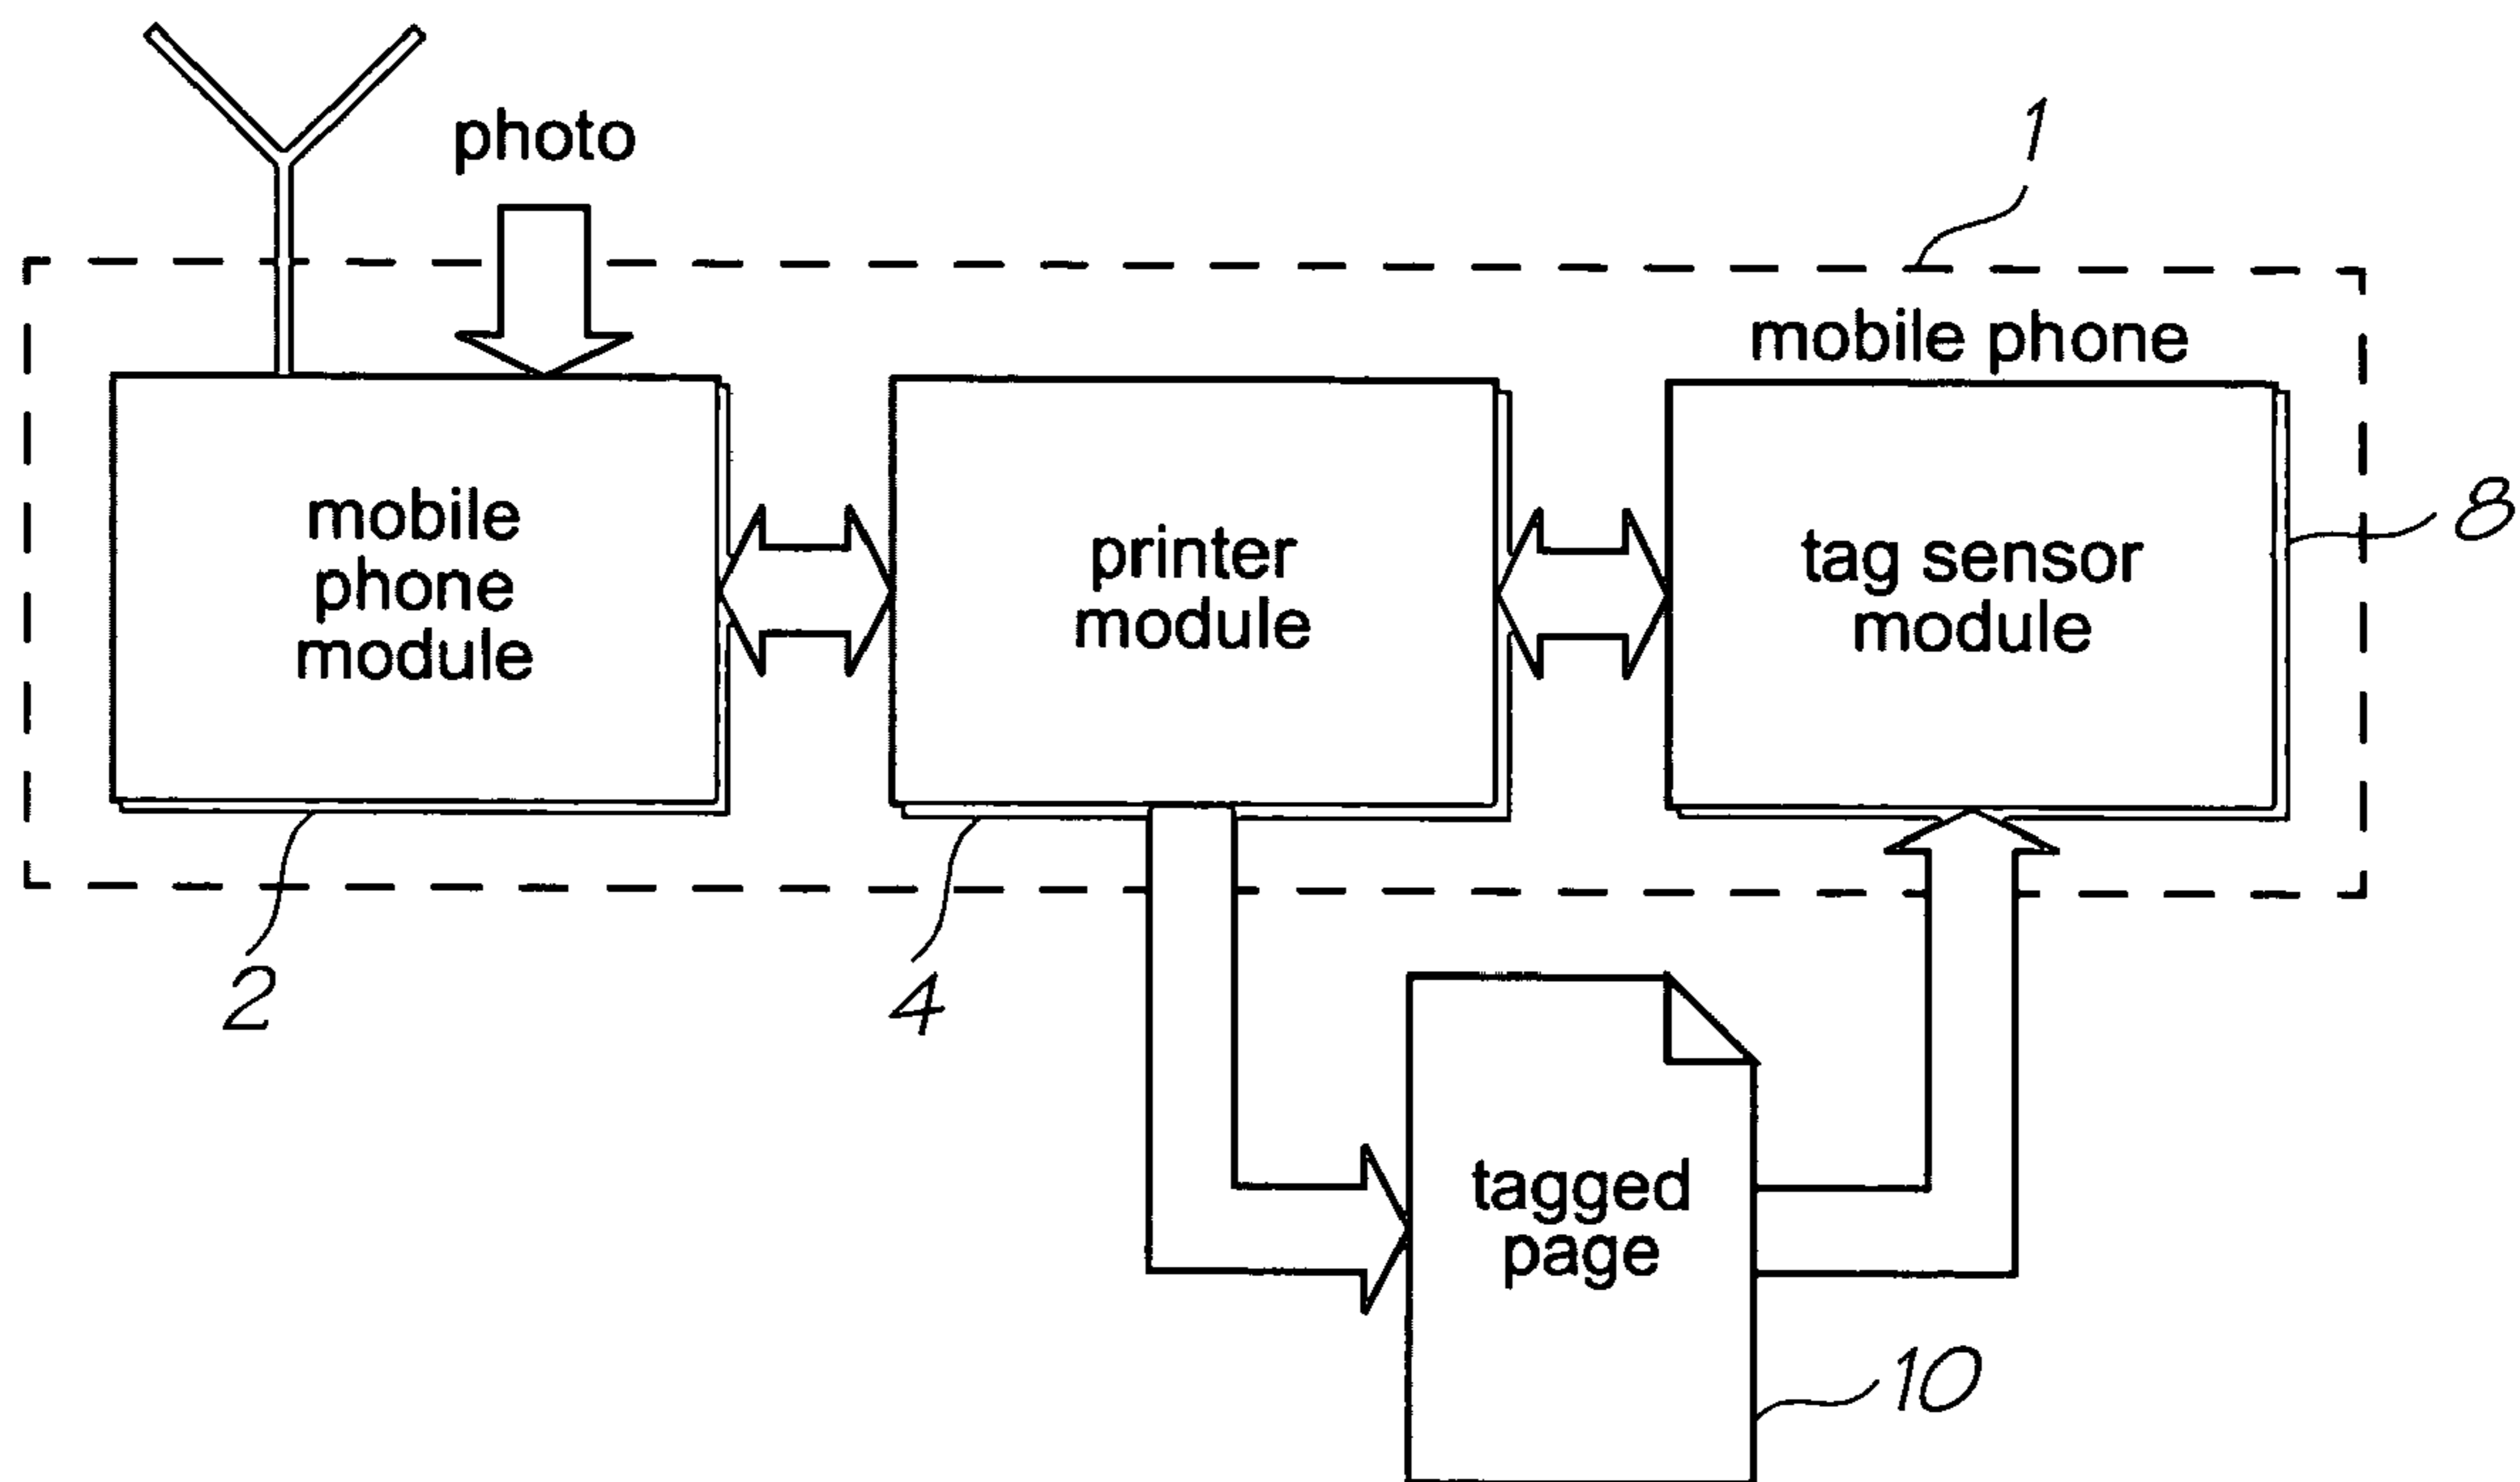 photo
1
mobile phone
mobile
phone
module
printer
module
tag sensor
module
8
2
4
tagged
page
10